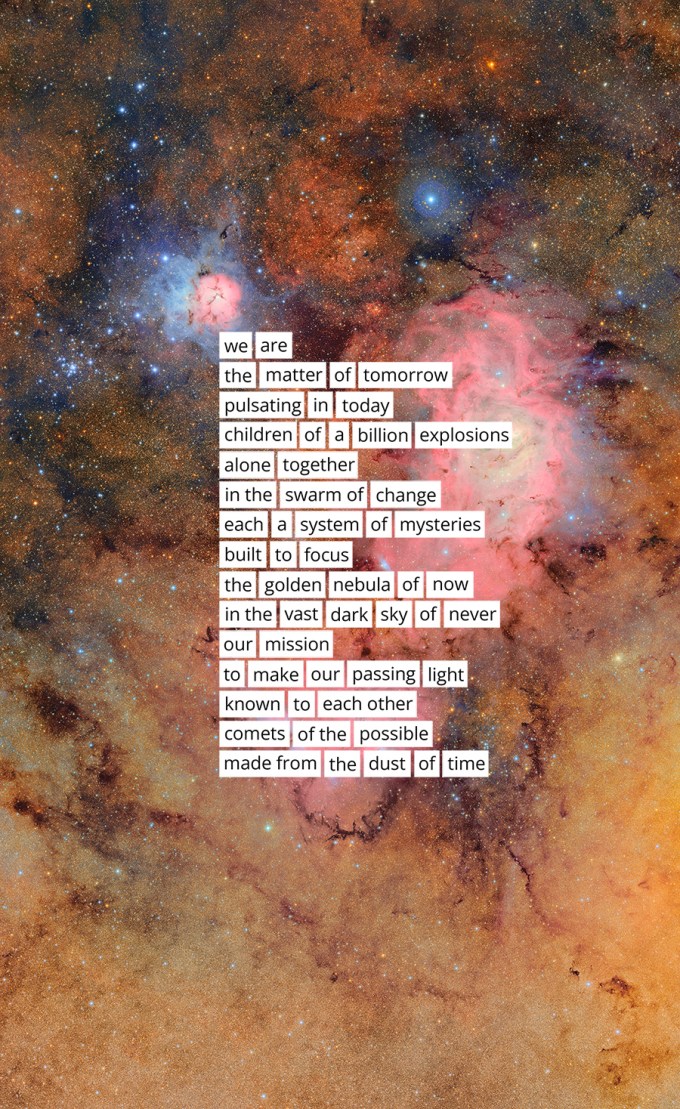 we are
the matter of tomorrow
pulsating in today
children of a billion explosions
alone together
in the swarm of change
each a system of mysteries
built to focus
the golden nebula of now
in the vast dark sky of never
our mission
to make our passing light
known to each other
comets of the possible
made from the dust of time